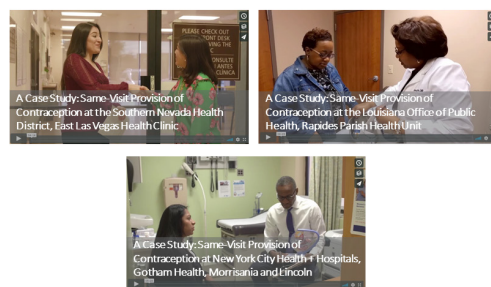 PLEASE CHECK OUT
A Case Study: Same-Visit Provision of
Contraception at the Southern Nevada Health
District, East Las Vegas Health Clinic
A Case Study: Same-Visit Provision of
Contraception at the Louisiana Office of Public
Health, Rapides Parish Health Unit
A Case Study: Same-Visit Provision of
Contraception at New York City Health + Hospitals,
Gotham Health, Morrisania and Lincoln